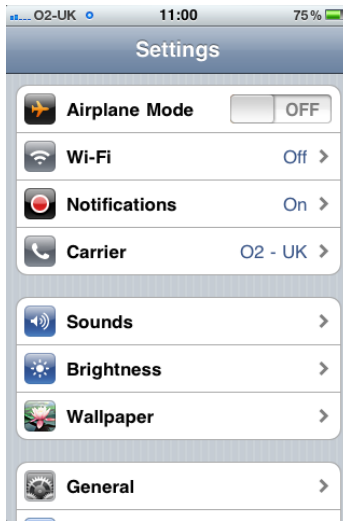 O2-UK 11:00 75%
Settings
Airplane Mode OFF
Wi-Fi Off
Notifications On
Carrier O2 - UK
Sounds
Brightness
Wallpaper
General